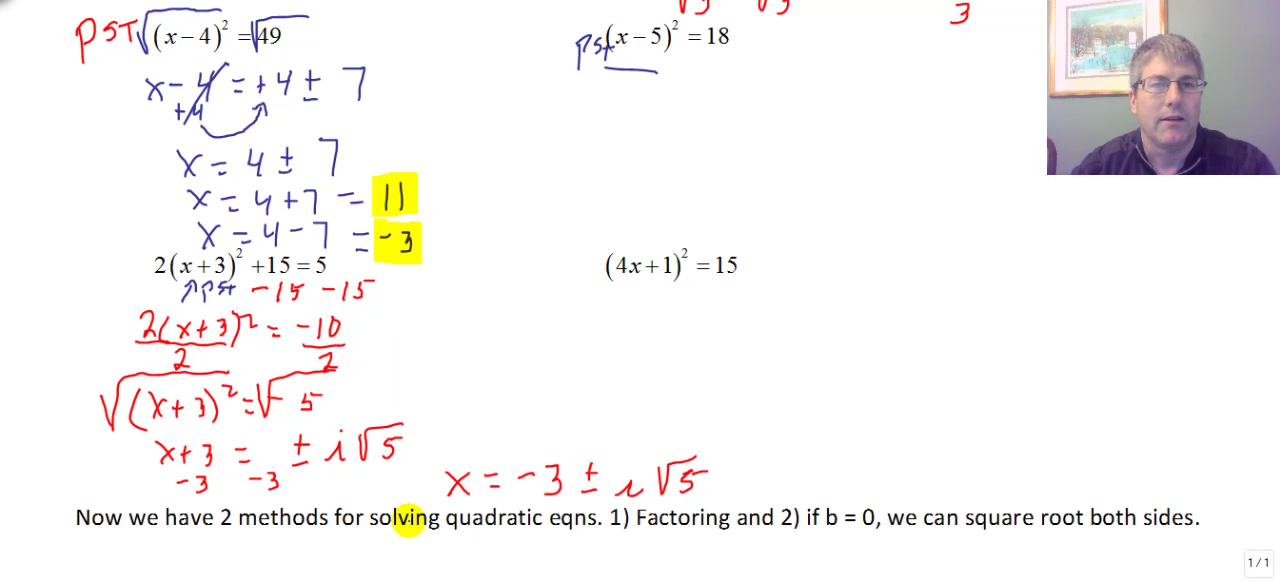 √3 √3
3
PST √(x − 4)² = √49
x − 4 = +4 ± 7
+4
x = 4 ± 7
x = 4 + 7 = 11
x = 4 − 7 = −3
2(x + 3)² + 15 = 5
↗PST −15 −15
2(x + 3)² = −10
2 2
√(x + 3)² = √− 5
x + 3 = ± i√5
−3 −3
x = −3 ± i√5
PST (x − 5)² = 18
(4x + 1)² = 15
Now we have 2 methods for solving quadratic eqns. 1) Factoring and 2) if b = 0, we can square root both sides.
1 / 1